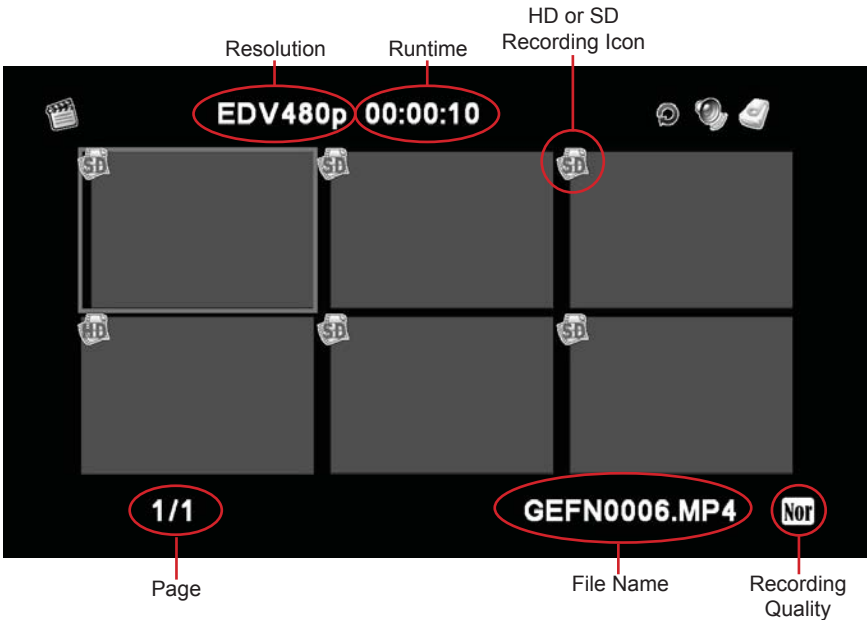 HD or SD
Recording Icon
Resolution
Runtime
EDV480p 00:00:10
SD
SD
SD
HD
SD
SD
1/1
GEFN0006.MP4
Nor
Page
File Name
Recording
Quality